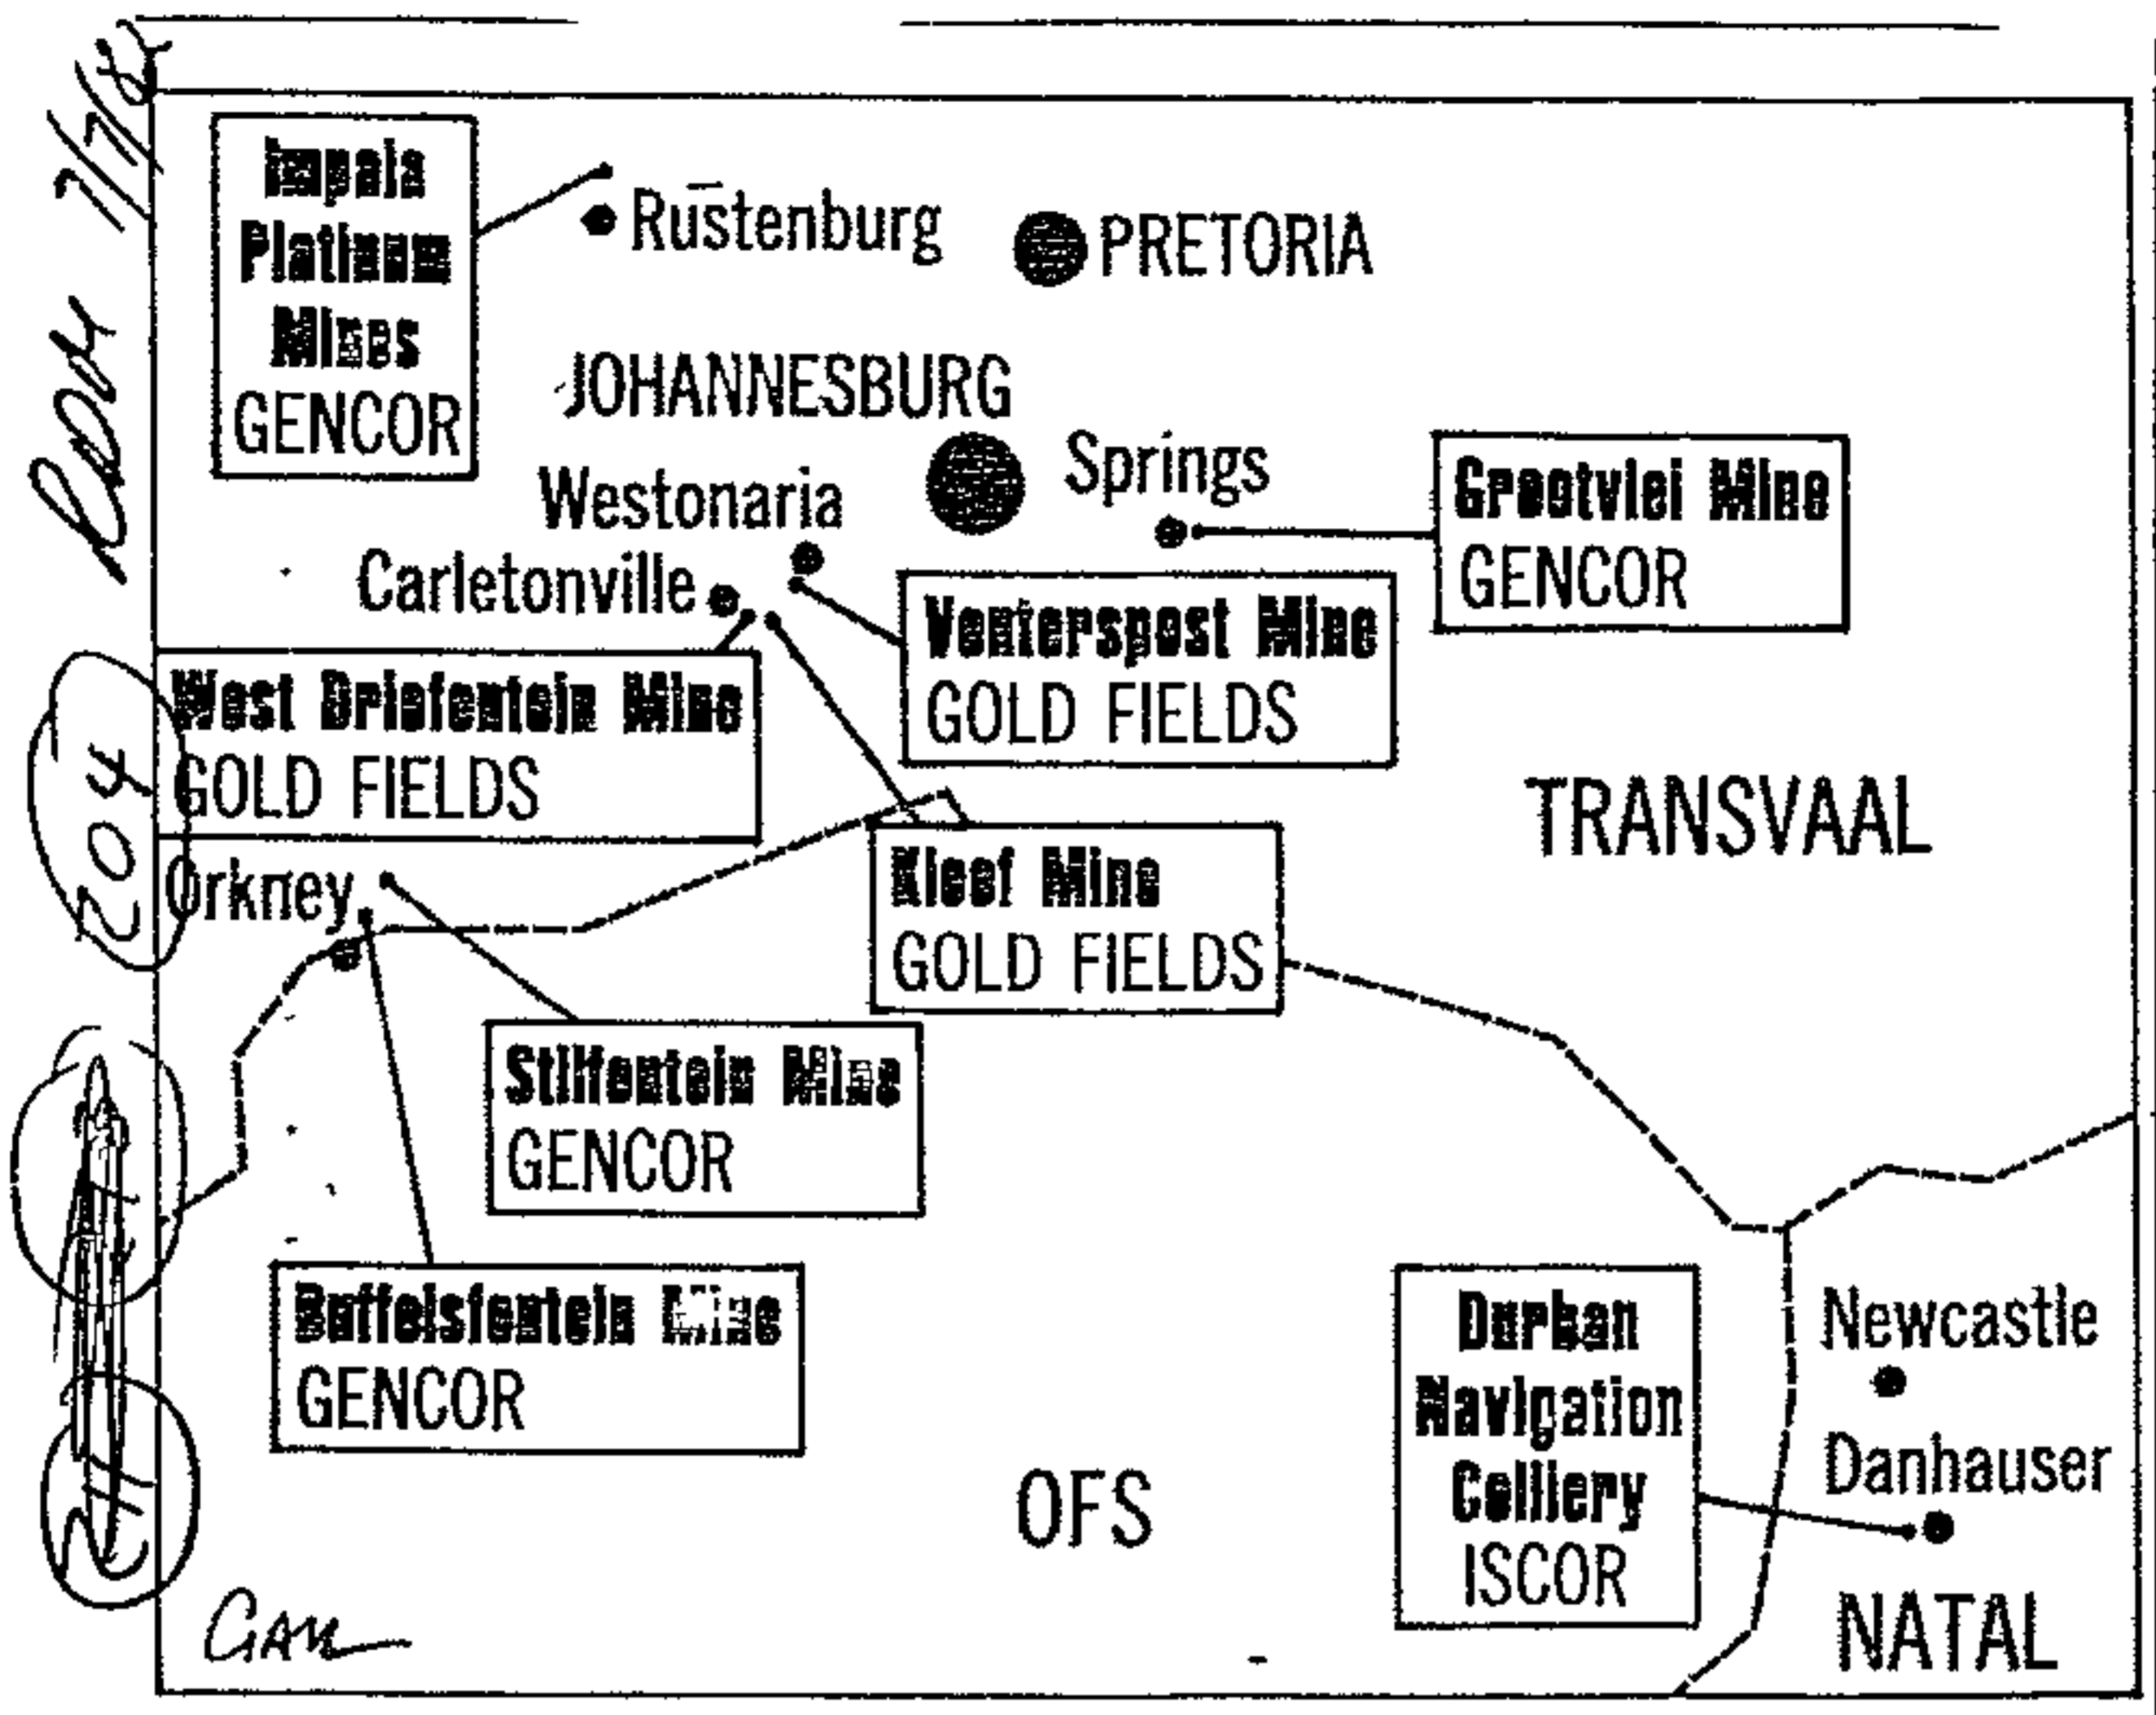 Impala
Platinum
Mines
GENCOR
Rustenburg
PRETORIA
JOHANNESBURG
Springs
Grootvlei Mine
GENCOR
Westonaria
Carletonville
Venterspost Mine
GOLD FIELDS
West Driefontein Mine
GOLD FIELDS
TRANSVAAL
Kloof Mine
GOLD FIELDS
Orkney
Stilfontein Mine
GENCOR
Buffelsfontein Mine
GENCOR
Durban
Navigation
Colliery
ISCOR
Newcastle
Danhauser
OFS
NATAL
204